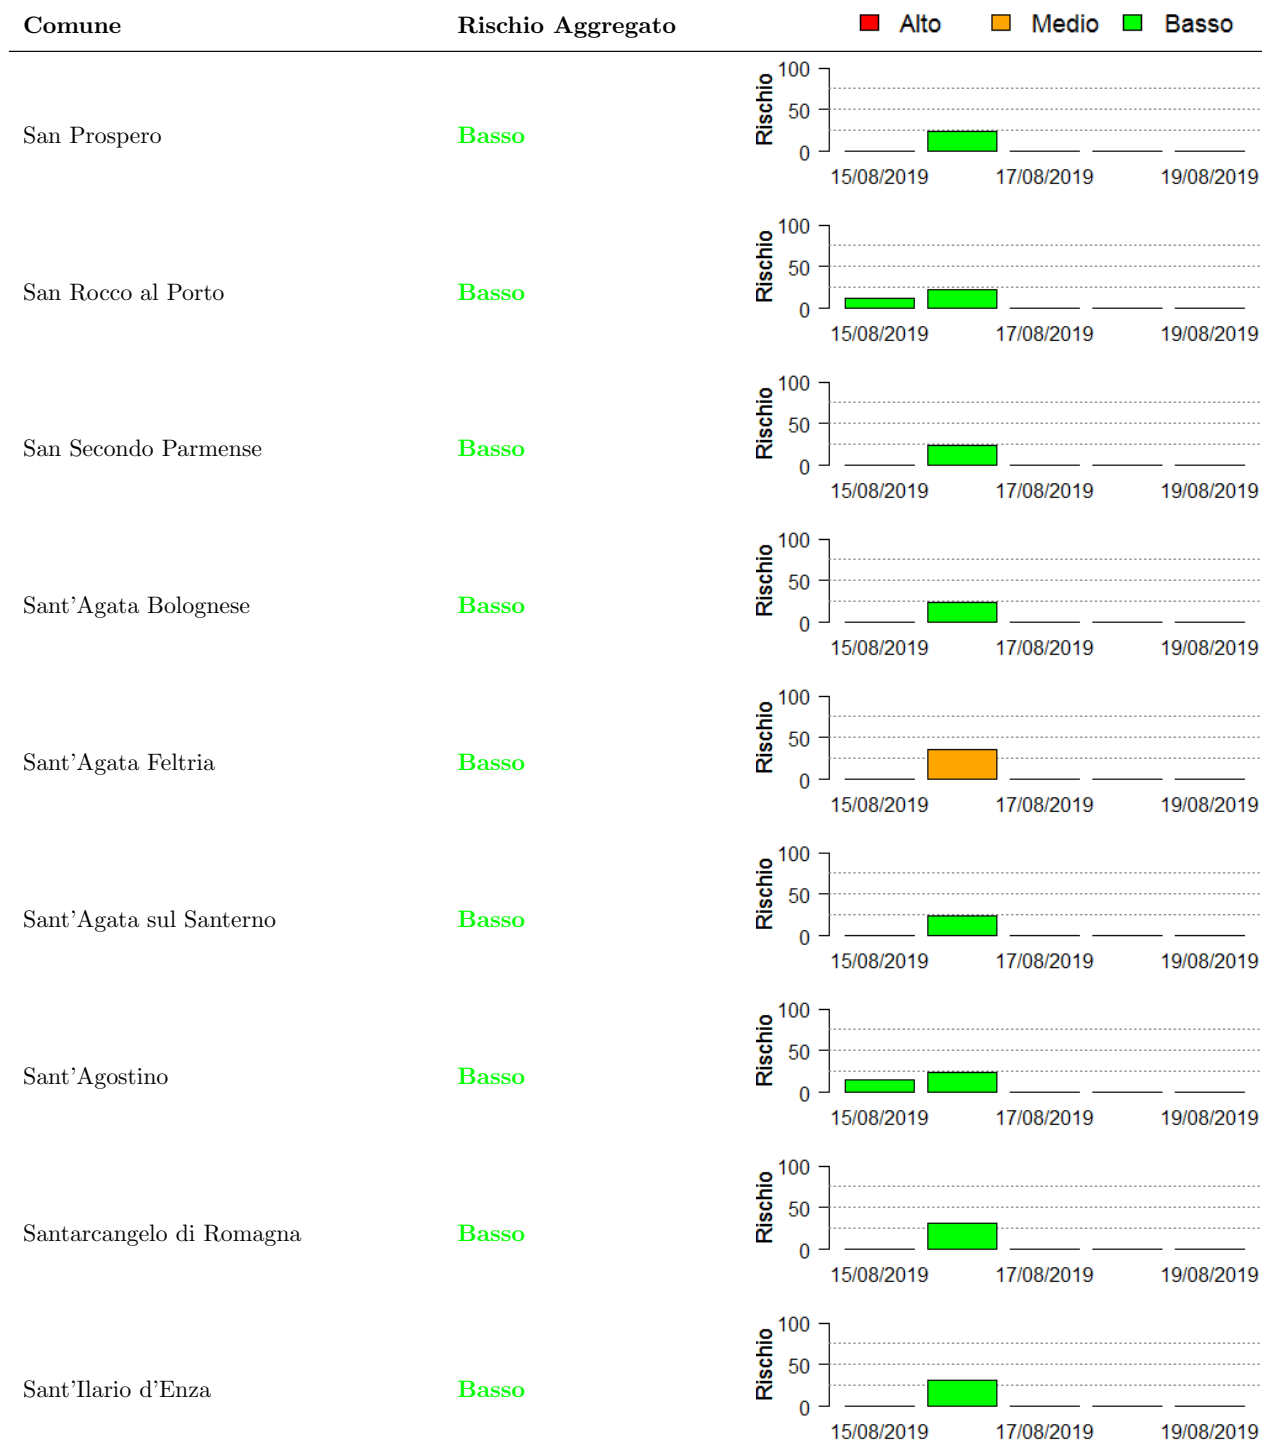 Comune Rischio Aggregato Alto Medio Basso
100
50
0
Rischio
San Prospero Basso
15/08/2019 17/08/2019 19/08/2019
100
50
0
Rischio
San Rocco al Porto Basso
15/08/2019 17/08/2019 19/08/2019
100
50
0
Rischio
San Secondo Parmense Basso
15/08/2019 17/08/2019 19/08/2019
100
50
0
Rischio
Sant'Agata Bolognese Basso
15/08/2019 17/08/2019 19/08/2019
100
50
0
Rischio
Sant'Agata Feltria Basso
15/08/2019 17/08/2019 19/08/2019
100
50
0
Rischio
Sant'Agata sul Santerno Basso
15/08/2019 17/08/2019 19/08/2019
100
50
0
Rischio
Sant'Agostino Basso
15/08/2019 17/08/2019 19/08/2019
100
50
0
Rischio
Santarcangelo di Romagna Basso
15/08/2019 17/08/2019 19/08/2019
100
50
0
Rischio
Sant'Ilario d'Enza Basso
15/08/2019 17/08/2019 19/08/2019